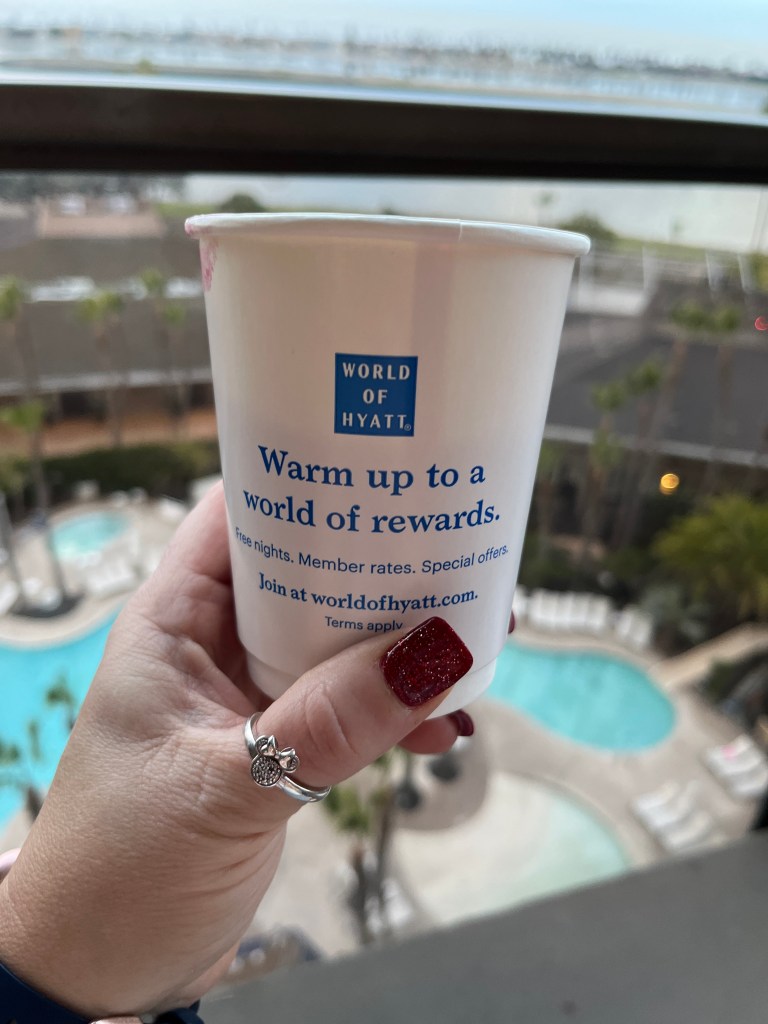 WORLD
OF
HYATT®
Warm up to a
world of rewards.
Free nights. Member rates. Special offers.
Join at worldofhyatt.com.
Terms apply